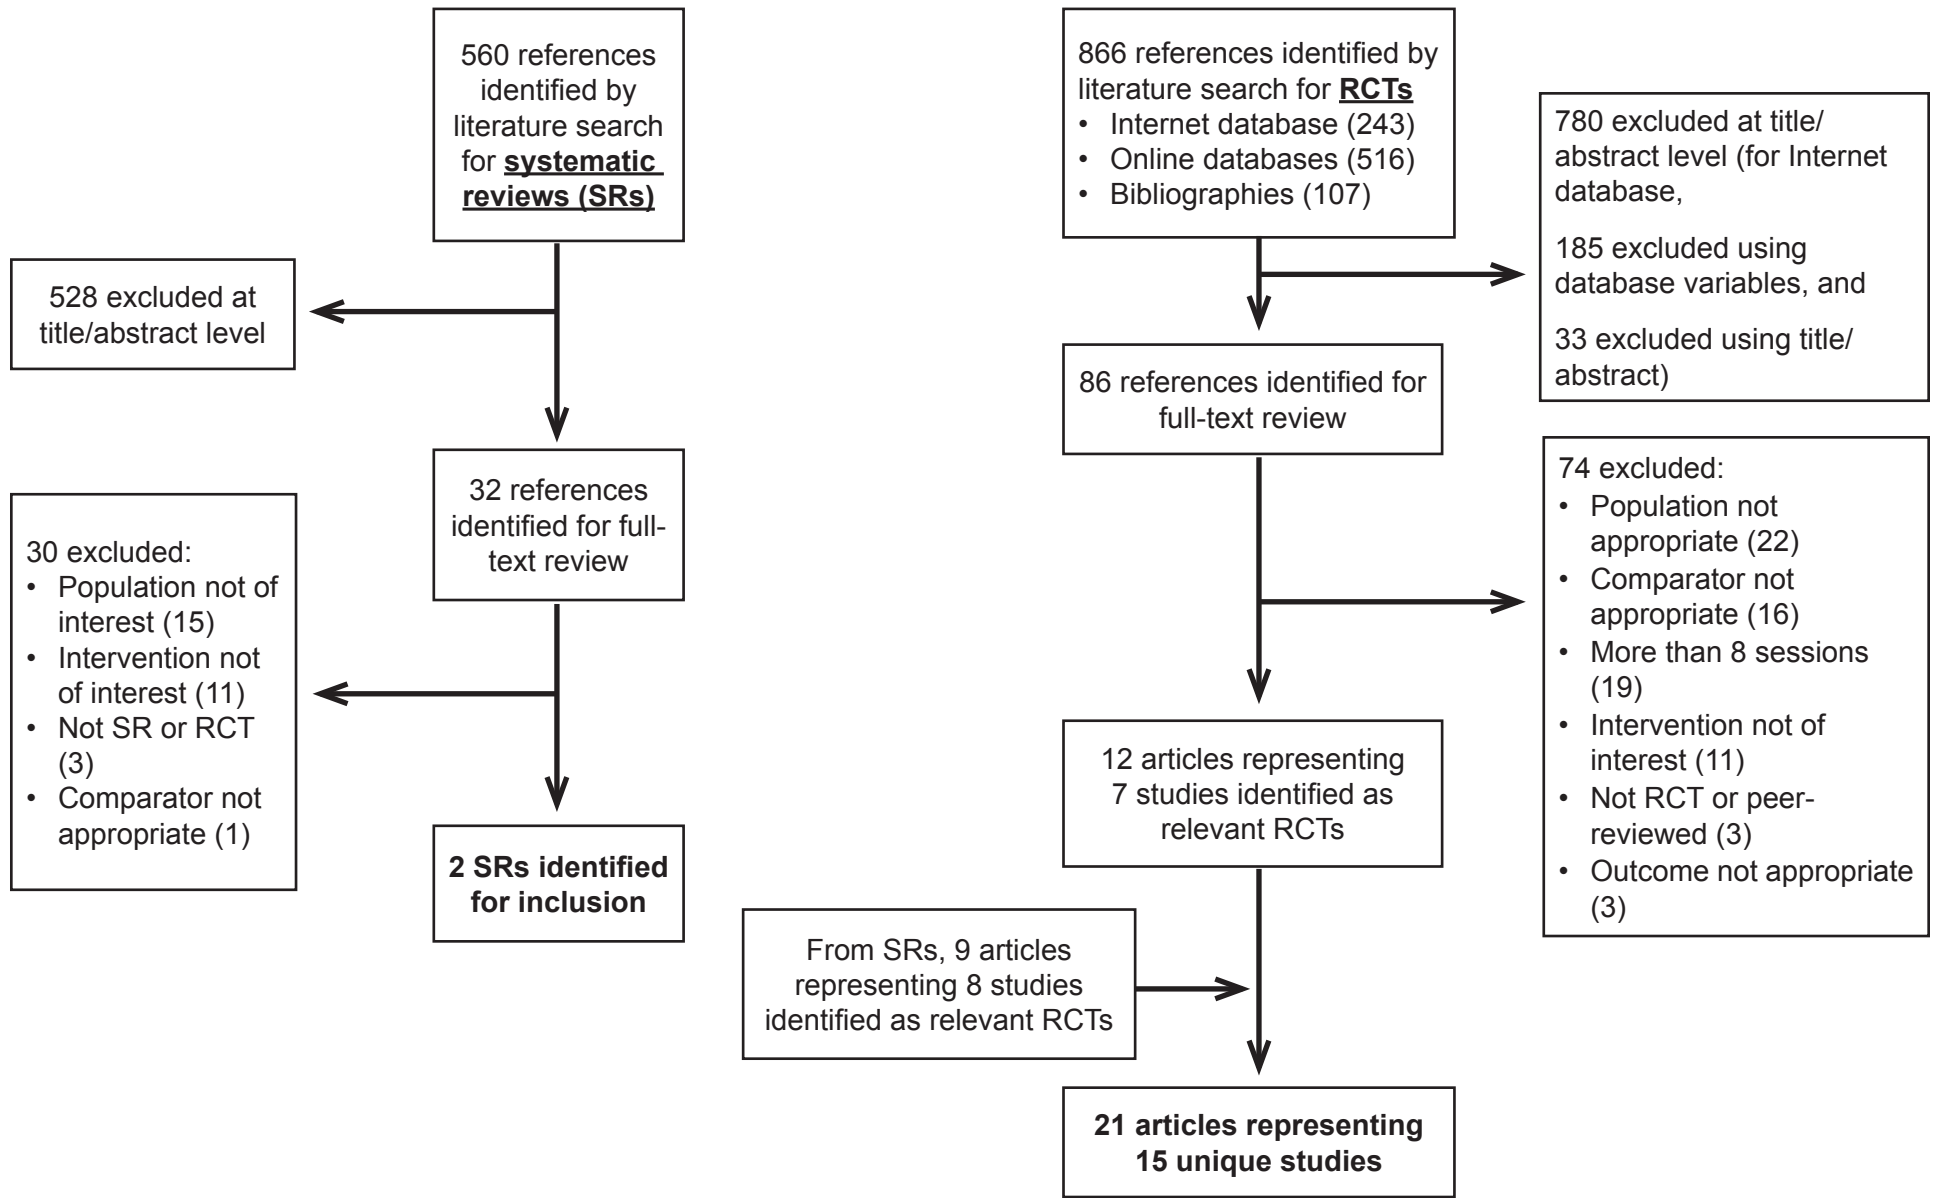 560 references
identified by
literature search
for systematic
reviews (SRs)
528 excluded at
title/abstract level
32 references
identified for full-
text review
30 excluded:
• Population not of
interest (15)
• Intervention not
of interest (11)
• Not SR or RCT
(3)
• Comparator not
appropriate (1)
2 SRs identified
for inclusion
866 references identified by
literature search for RCTs
• Internet database (243)
• Online databases (516)
• Bibliographies (107)
780 excluded at title/
abstract level (for Internet
database,
185 excluded using
database variables, and
33 excluded using title/
abstract)
86 references identified for
full-text review
74 excluded:
• Population not
appropriate (22)
• Comparator not
appropriate (16)
• More than 8 sessions
(19)
• Intervention not of
interest (11)
• Not RCT or peer-
reviewed (3)
• Outcome not appropriate
(3)
12 articles representing
7 studies identified as
relevant RCTs
From SRs, 9 articles
representing 8 studies
identified as relevant RCTs
21 articles representing
15 unique studies